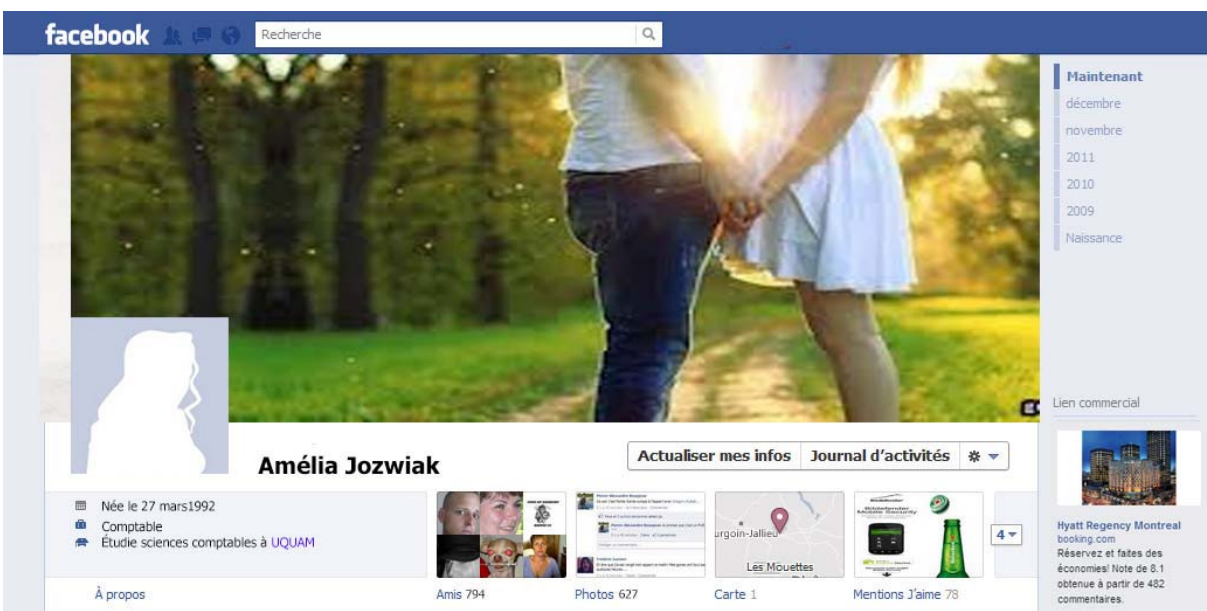 facebook
Recherche
Maintenant
décembre
novembre
2011
2010
2009
Naissance
Lien commercial
Amélia Jozwiak
Actualiser mes infos
Journal d'activités
Née le 27 mars1992
Comptable
Étudie sciences comptables à UQUAM
urgoin-Jallieu
Les Mouettes
4
À propos
Amis 794
Photos 627
Carte 1
Mentions J'aime 78
Hyatt Regency Montreal
booking.com
Réservez et faites des
économies! Note de 8.1
obtenue à partir de 482
commentaires.